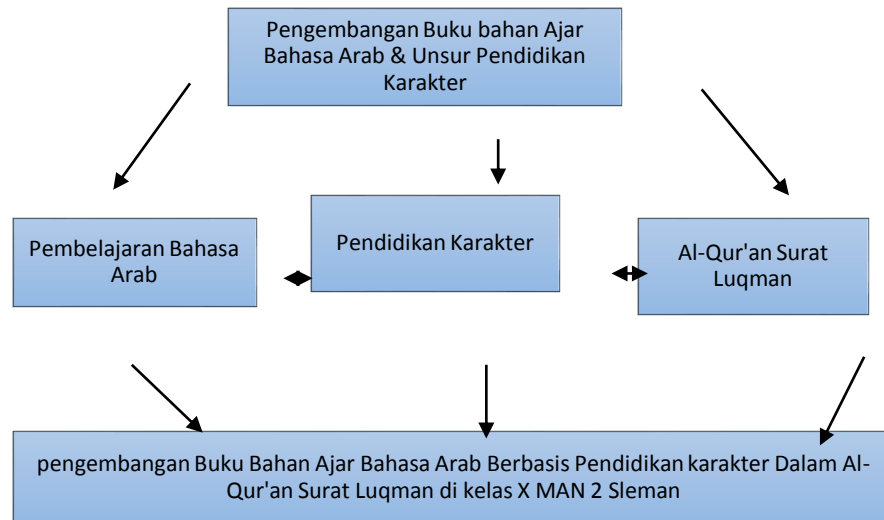 Pengembangan Buku bahan Ajar
Bahasa Arab & Unsur Pendidikan
Karakter
Pembelajaran Bahasa
Arab
Pendidikan Karakter
Al-Qur'an Surat
Luqman
pengembangan Buku Bahan Ajar Bahasa Arab Berbasis Pendidikan karakter Dalam Al-
Qur'an Surat Luqman di kelas X MAN 2 Sleman